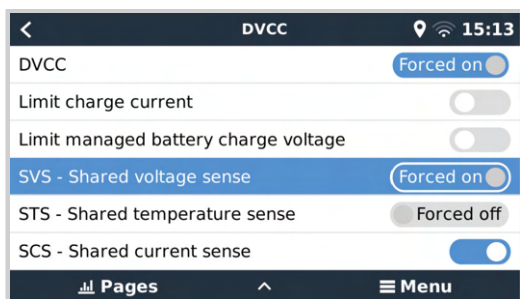 DVCC 15:13
DVCC Forced on
Limit charge current
Limit managed battery charge voltage
SVS - Shared voltage sense Forced on
STS - Shared temperature sense Forced off
SCS - Shared current sense
Pages Menu